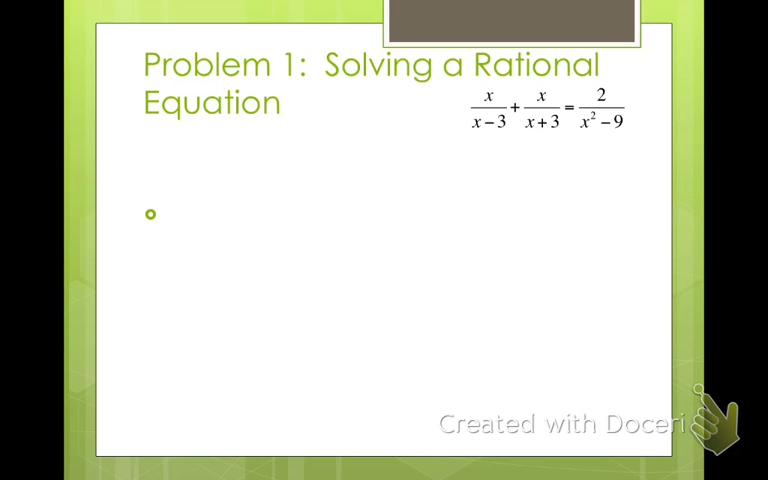 Problem 1: Solving a Rational
Equation
x/(x−3) + x/(x+3) = 2/(x²−9)
Created with Doceri